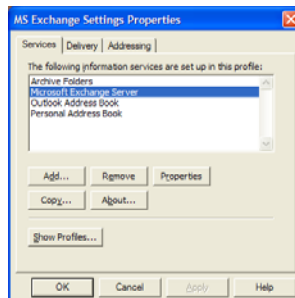 MS Exchange Settings Properties
Services Delivery Addressing
The following information services are set up in this profile:
Archive Folders
Microsoft Exchange Server
Outlook Address Book
Personal Address Book
Add... Remove Properties
Copy... About...
Show Profiles...
OK Cancel Apply Help